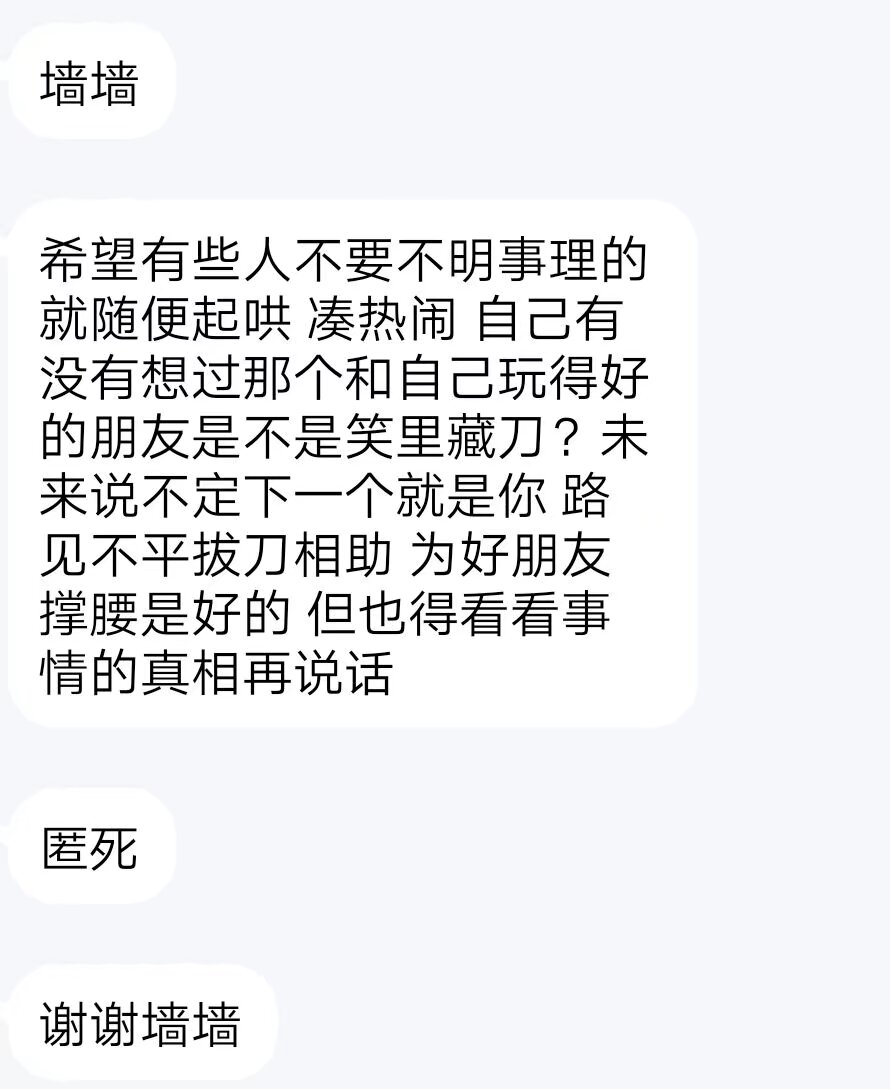 墙墙
希望有些人不要不明事理的
就随便起哄 凑热闹 自己有
没有想过那个和自己玩得好
的朋友是不是笑里藏刀？未
来说不定下一个就是你 路
见不平拔刀相助 为好朋友
撑腰是好的 但也得看看事
情的真相再说话
匿死
谢谢墙墙